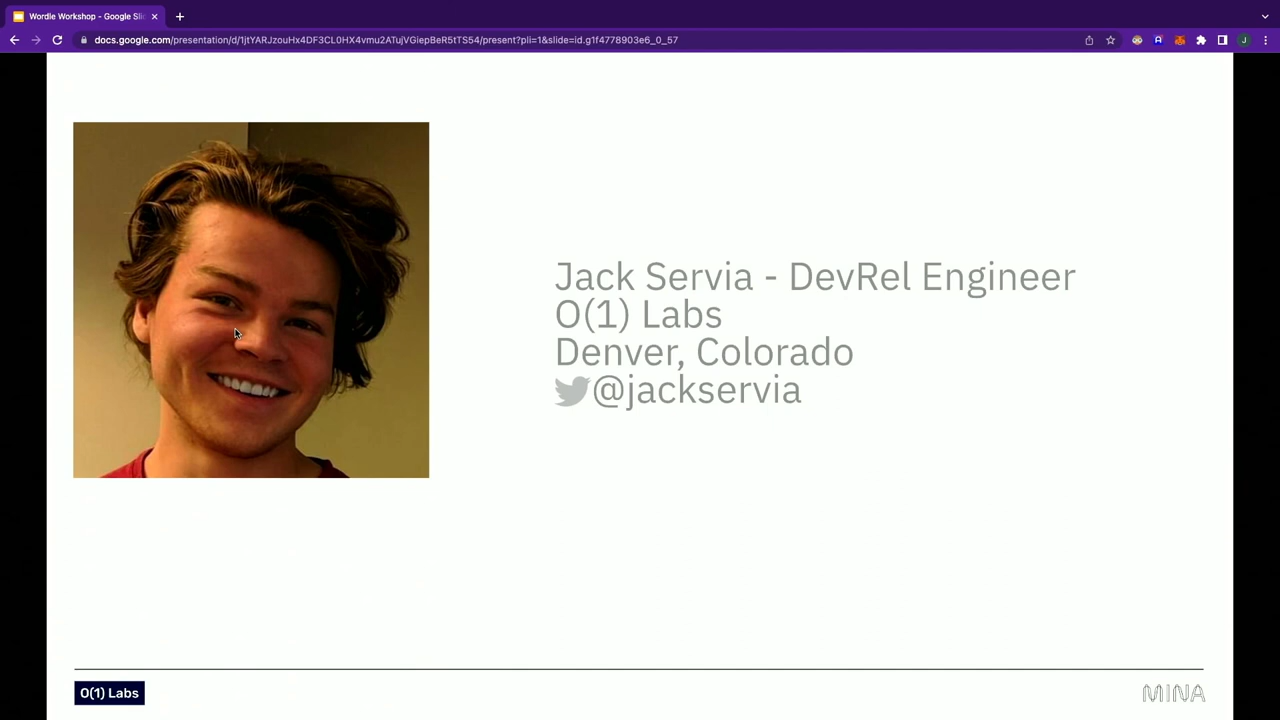 Wordle Workshop - Google Sli
docs.google.com/presentation/d/1jtYARJzouHx4DF3CL0HX4vmu2ATujVGiepBeR5tTS54/present?pli=1&slide=id.g1f4778903e6_0_57
J
Jack Servia - DevRel Engineer
O(1) Labs
Denver, Colorado
@jackservia
O(1) Labs
MINA